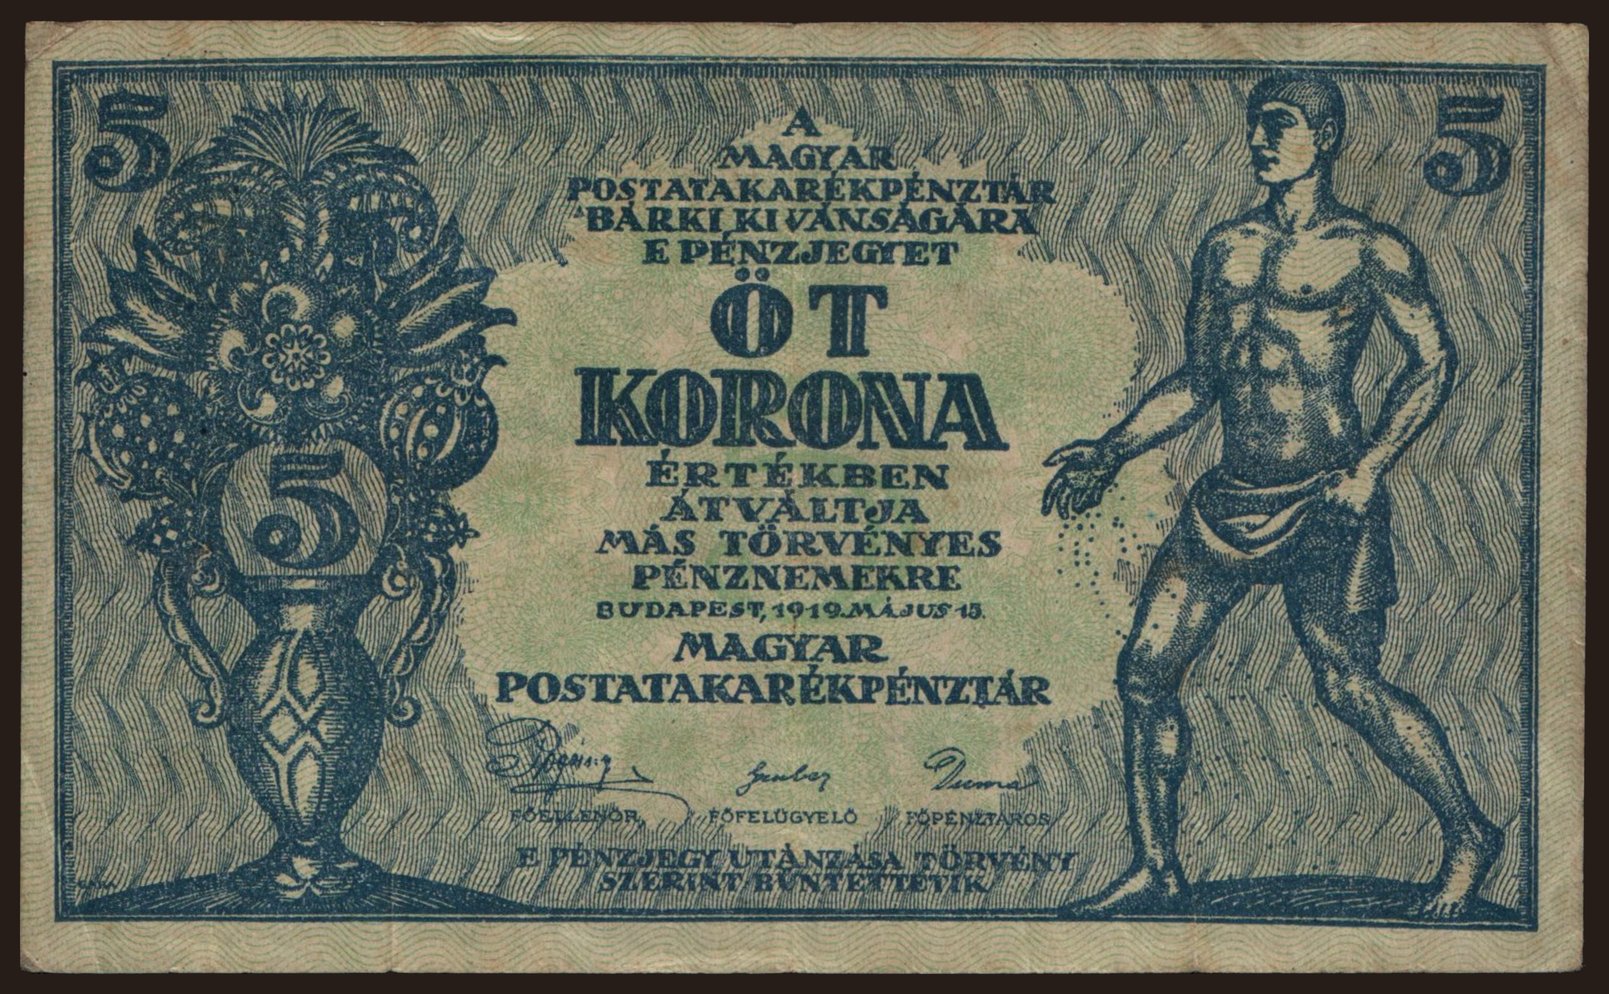 5
5
A
MAGYAR
POSTATAKARÉKPÉNZTÁR
BÁRKI KIVÁNSÁGÁRA
E PÉNZJEGYET
ÖT
KORONA
ÉRTÉKBEN
ÁTVÁLTJA
MÁS TÖRVÉNYES
PÉNZNEMEKRE
BUDAPEST, 1919. MÁJUS 15.
MAGYAR
POSTATAKARÉKPÉNZTÁR
5
FŐELLENŐR FŐFELÜGYELŐ FŐPÉNZTÁROS
E PÉNZJEGY UTÁNZÁSA TÖRVÉNY
SZERINT BÜNTETTETIK